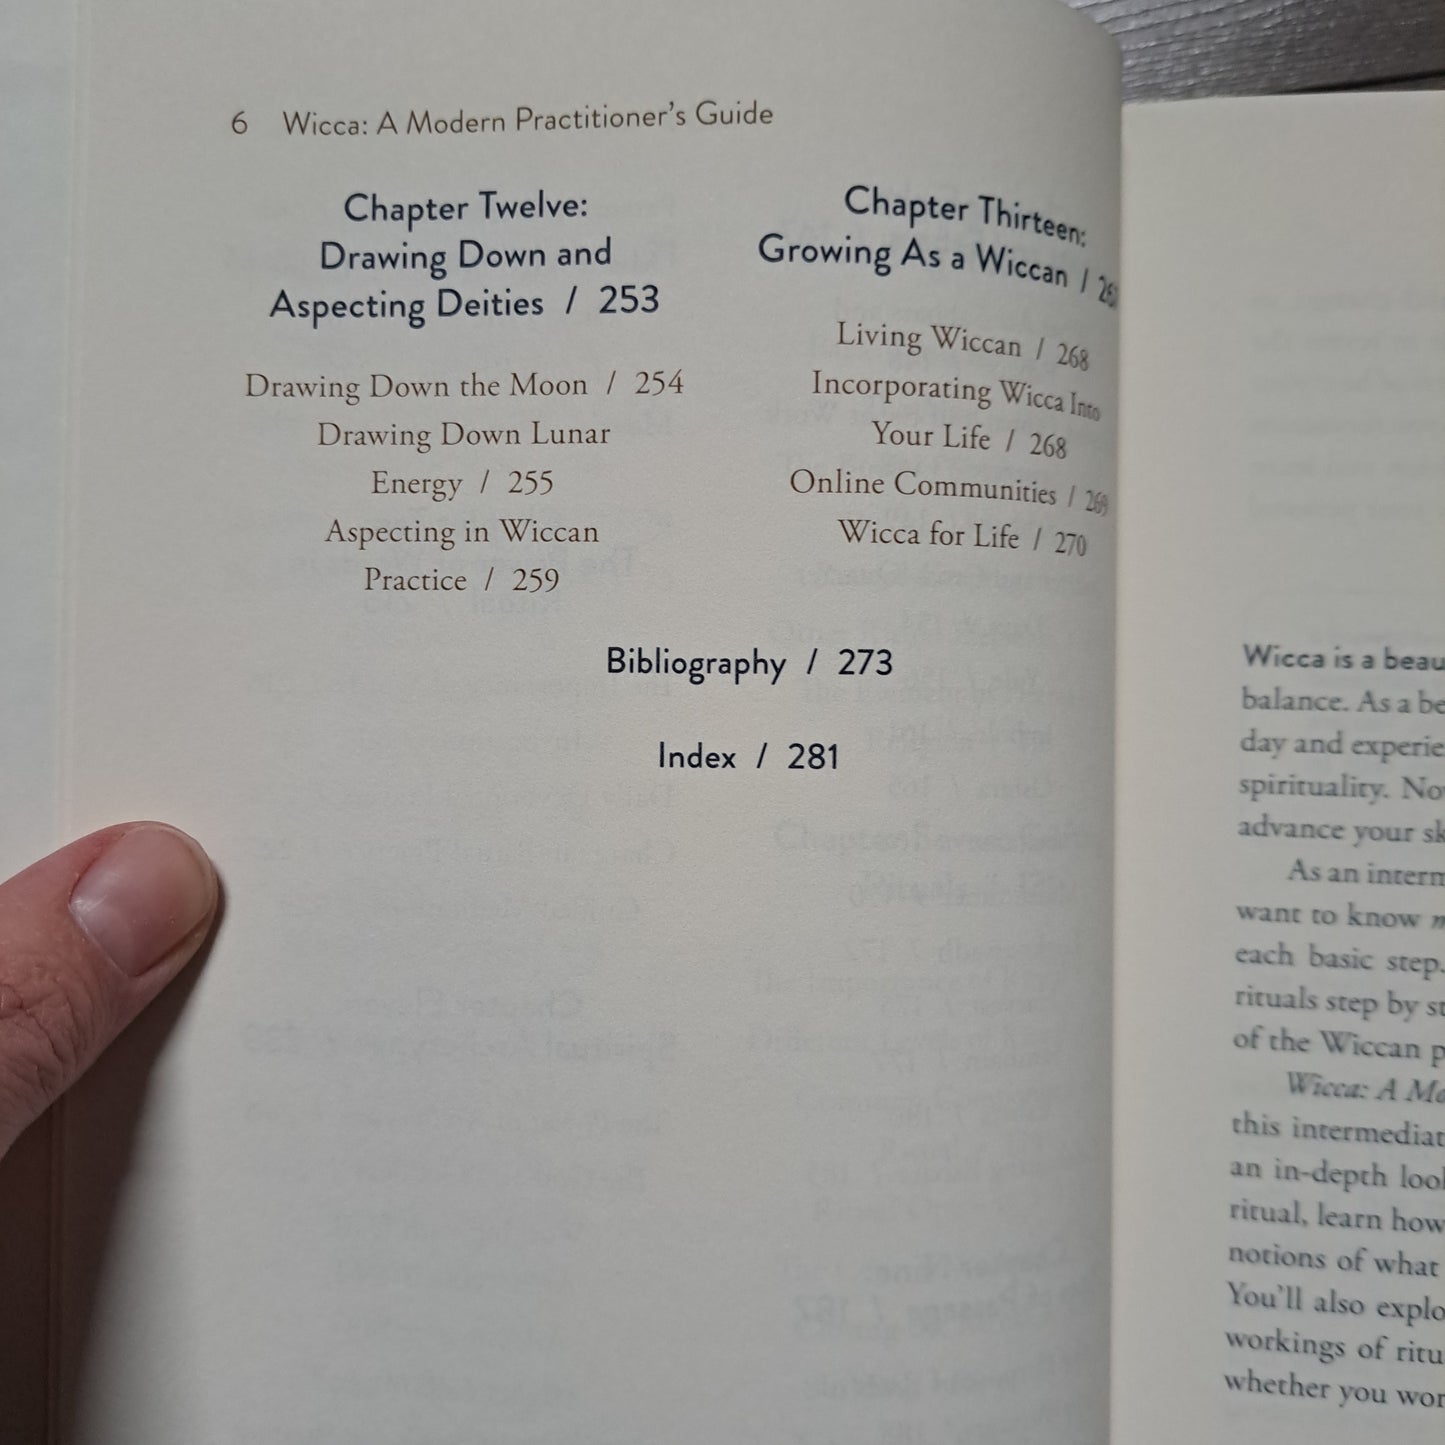 6 Wicca: A Modern Practitioner's Guide
Chapter Twelve:
Drawing Down and
Aspecting Deities / 253
Drawing Down the Moon / 254
Drawing Down Lunar
Energy / 255
Aspecting in Wiccan
Practice / 259
Chapter Thirteen:
Growing As a Wiccan /
Living Wiccan / 268
Incorporating Wicca Into
Your Life / 268
Online Communities / 269
Wicca for Life / 270
Bibliography / 273
Index / 281
Wicca is a beau
balance. As a be
day and experie
spirituality. No
advance your sk
As an interm
want to know
each basic step.
rituals step by st
of the Wiccan p
Wicca: A Mo
this intermediat
an in-depth look
ritual, learn how
notions of what
You'll also explo
workings of ritu
whether you wor